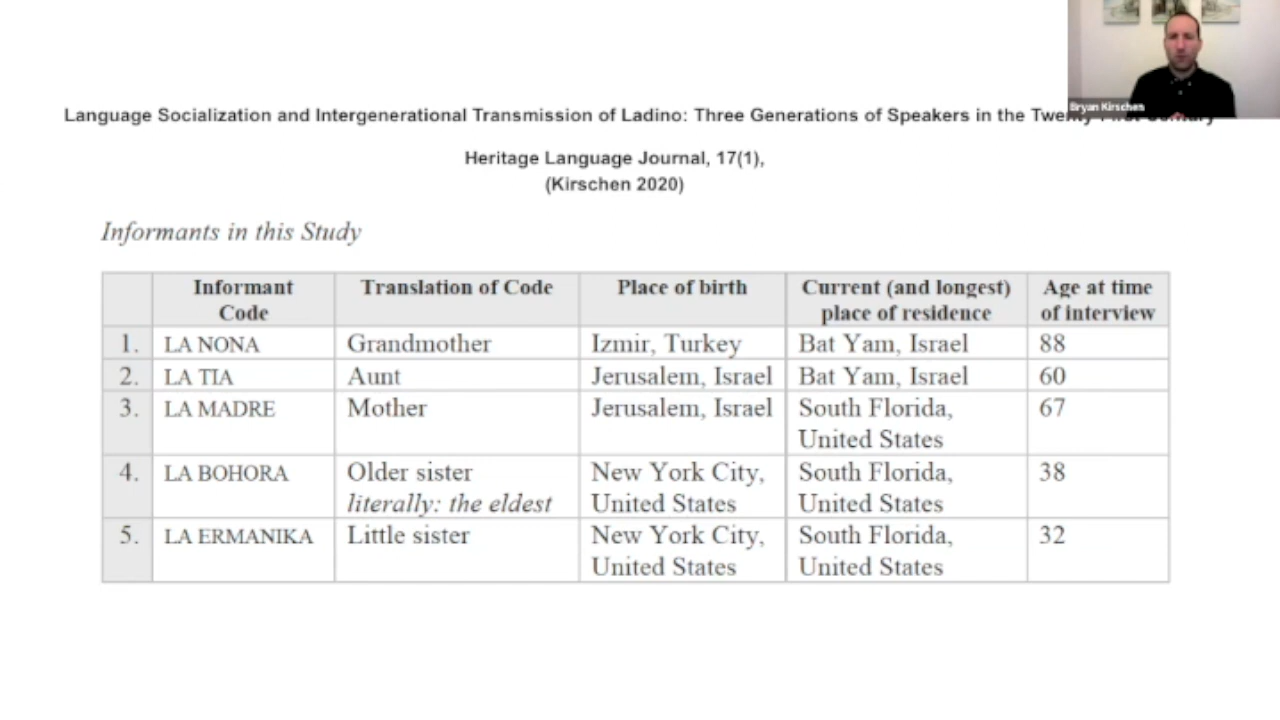 Bryan Kirschen
Language Socialization and Intergenerational Transmission of Ladino: Three Generations of Speakers in the Twenty-First Century
Heritage Language Journal, 17(1),
(Kirschen 2020)
Informants in this Study
Informant Code
Translation of Code
Place of birth
Current (and longest) place of residence
Age at time of interview
1. LA NONA Grandmother Izmir, Turkey Bat Yam, Israel 88
2. LA TIA Aunt Jerusalem, Israel Bat Yam, Israel 60
3. LA MADRE Mother Jerusalem, Israel South Florida, United States 67
4. LA BOHORA Older sister literally: the eldest New York City, United States South Florida, United States 38
5. LA ERMANIKA Little sister New York City, United States South Florida, United States 32